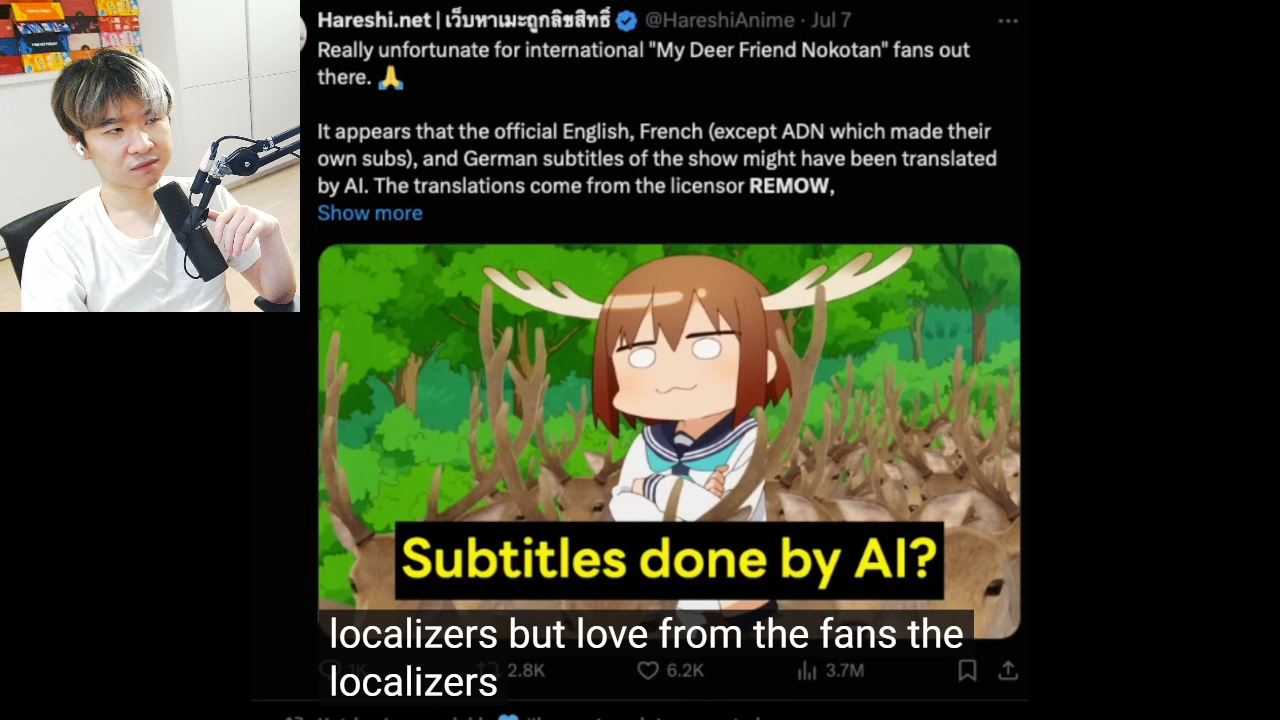 Hareshi.net | เว็บหาเมะถูกลิขสิทธิ์ @HareshiAnime · Jul 7
Really unfortunate for international "My Deer Friend Nokotan" fans out
there. 🙏
It appears that the official English, French (except ADN which made their
own subs), and German subtitles of the show might have been translated
by AI. The translations come from the licensor REMOW,
Show more
Subtitles done by AI?
localizers but love from the fans the
localizers
1K 2.8K 6.2K 3.7M